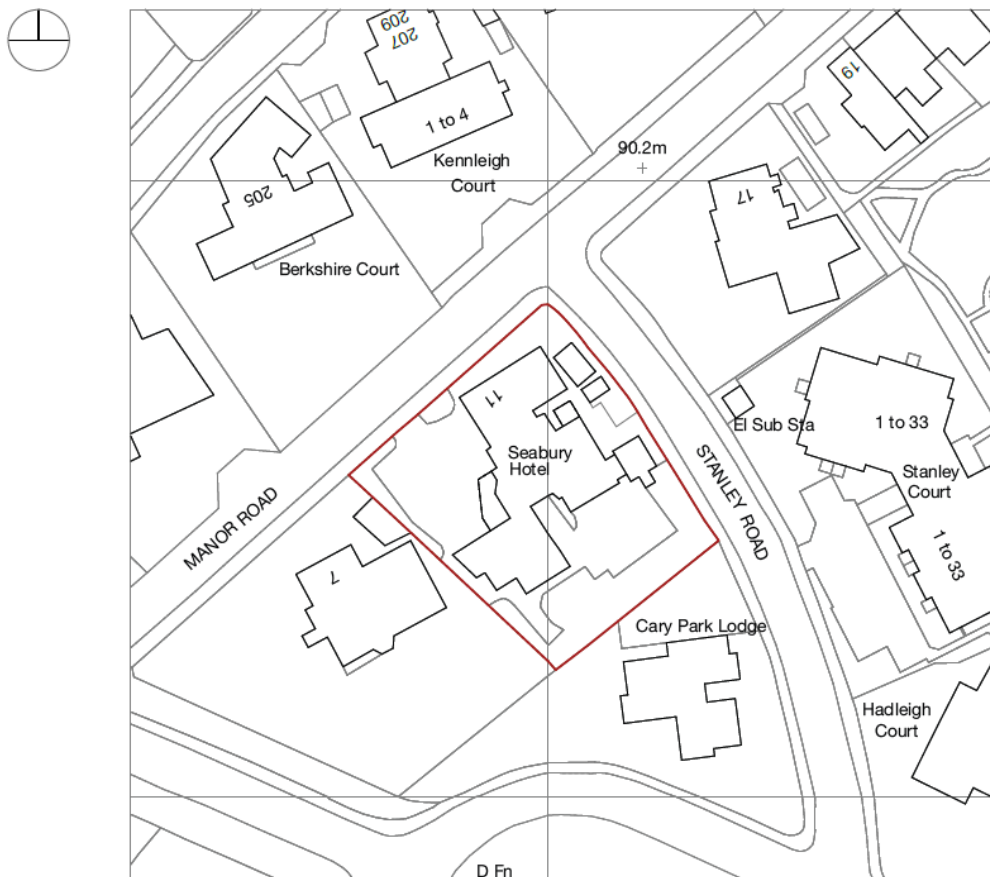 209
207
1 to 4
Kennleigh
Court
19
90.2m
205
17
Berkshire Court
11
Seabury
Hotel
El Sub Sta
1 to 33
Stanley
Court
STANLEY ROAD
MANOR ROAD
1 to 33
7
Cary Park Lodge
Hadleigh
Court
D Fn